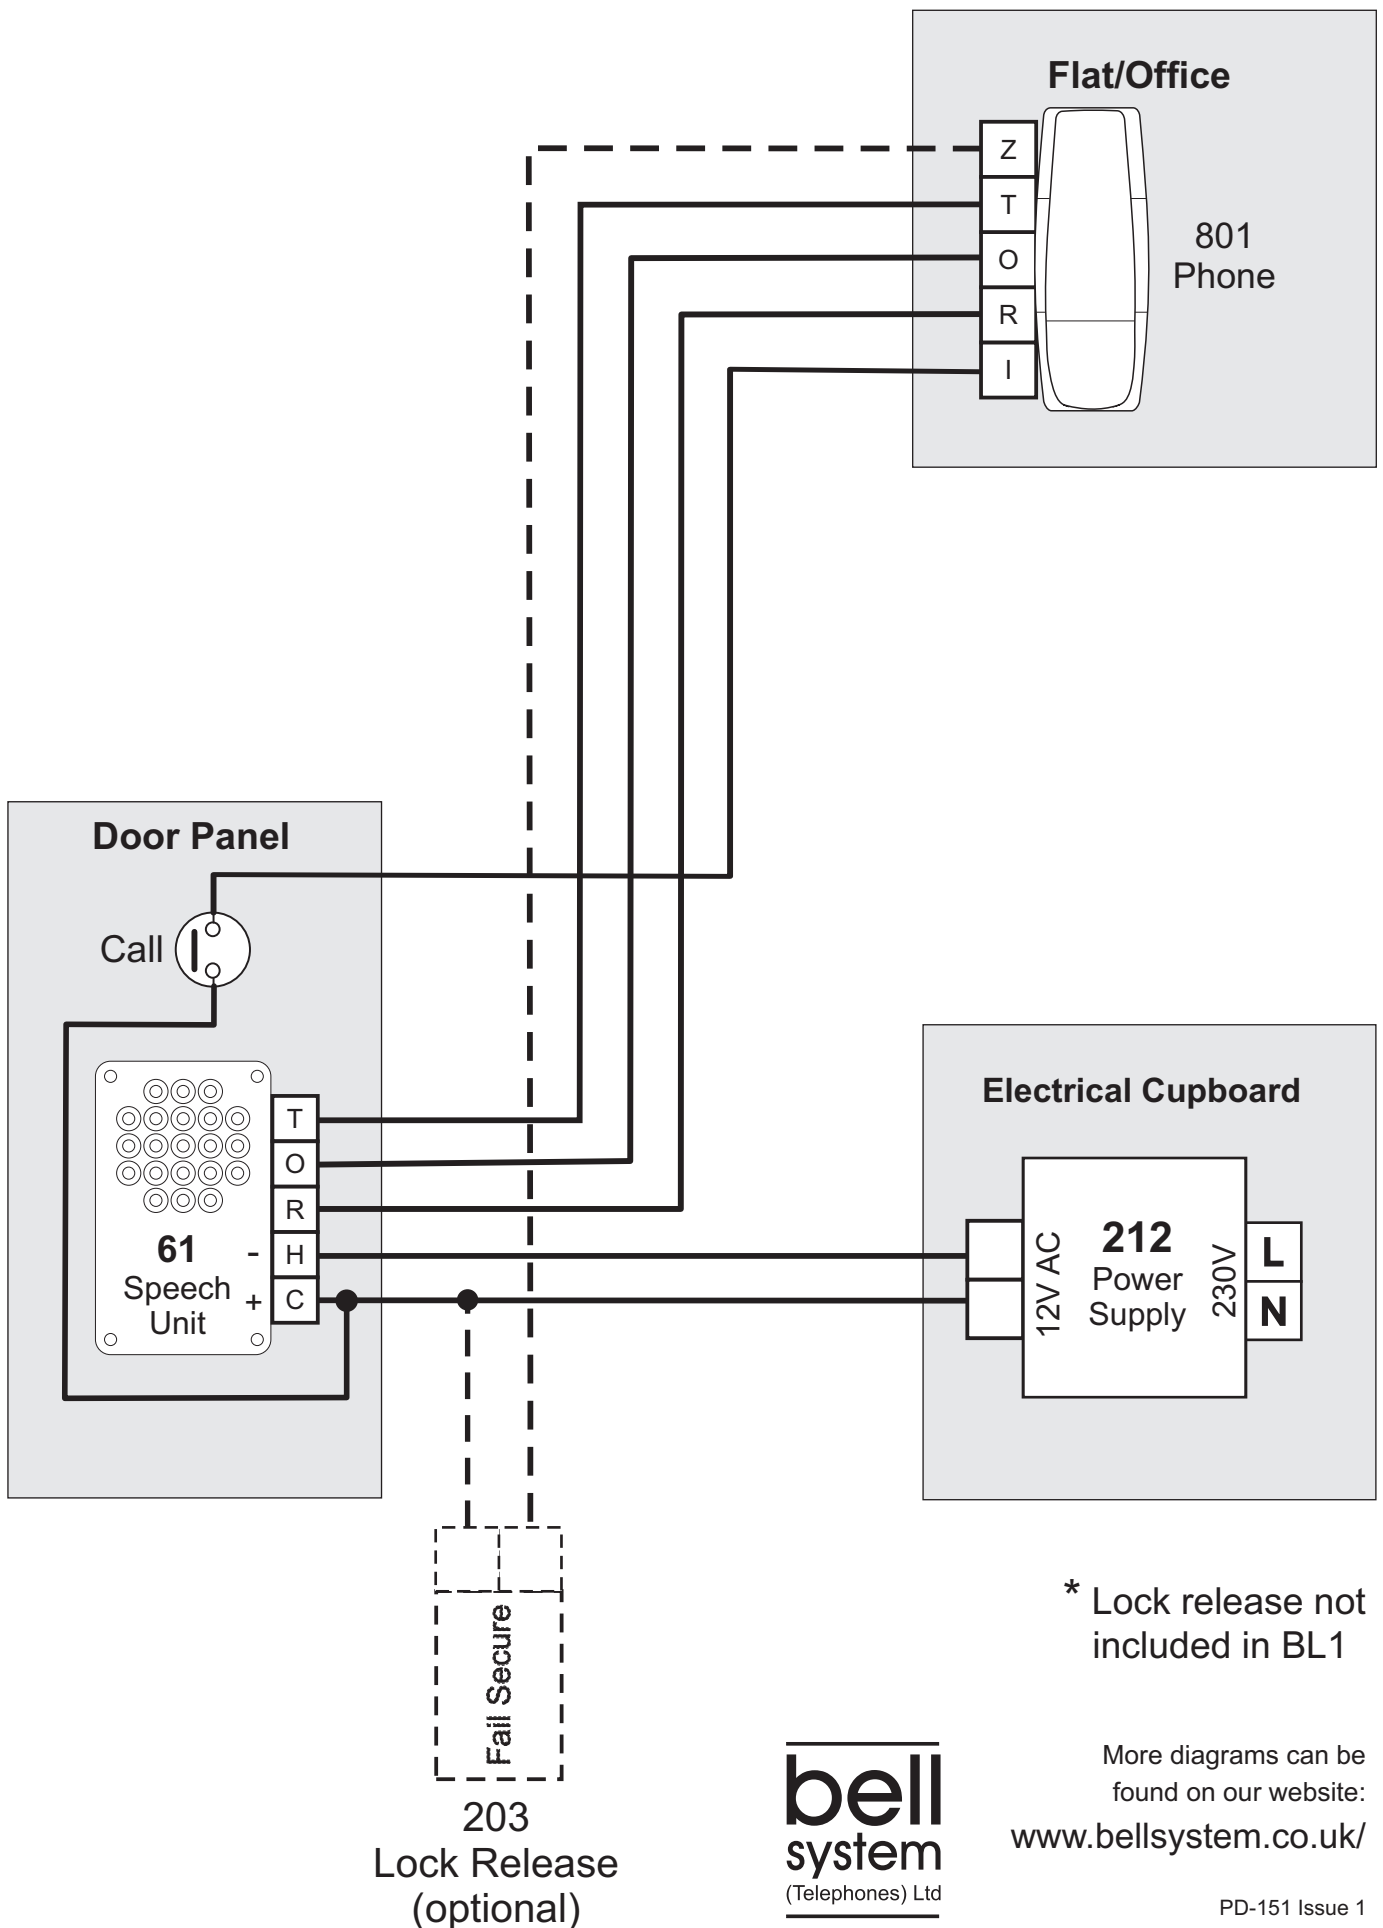 Flat/Office
Z
T
O
R
I
801
Phone
Door Panel
Call
T
O
R
- H
+ C
61
Speech
Unit
Electrical Cupboard
12V AC
212
Power
Supply
230V
L
N
Fail Secure
203
Lock Release
(optional)
* Lock release not
included in BL1
bell
system
(Telephones) Ltd
More diagrams can be
found on our website:
www.bellsystem.co.uk/
PD-151 Issue 1